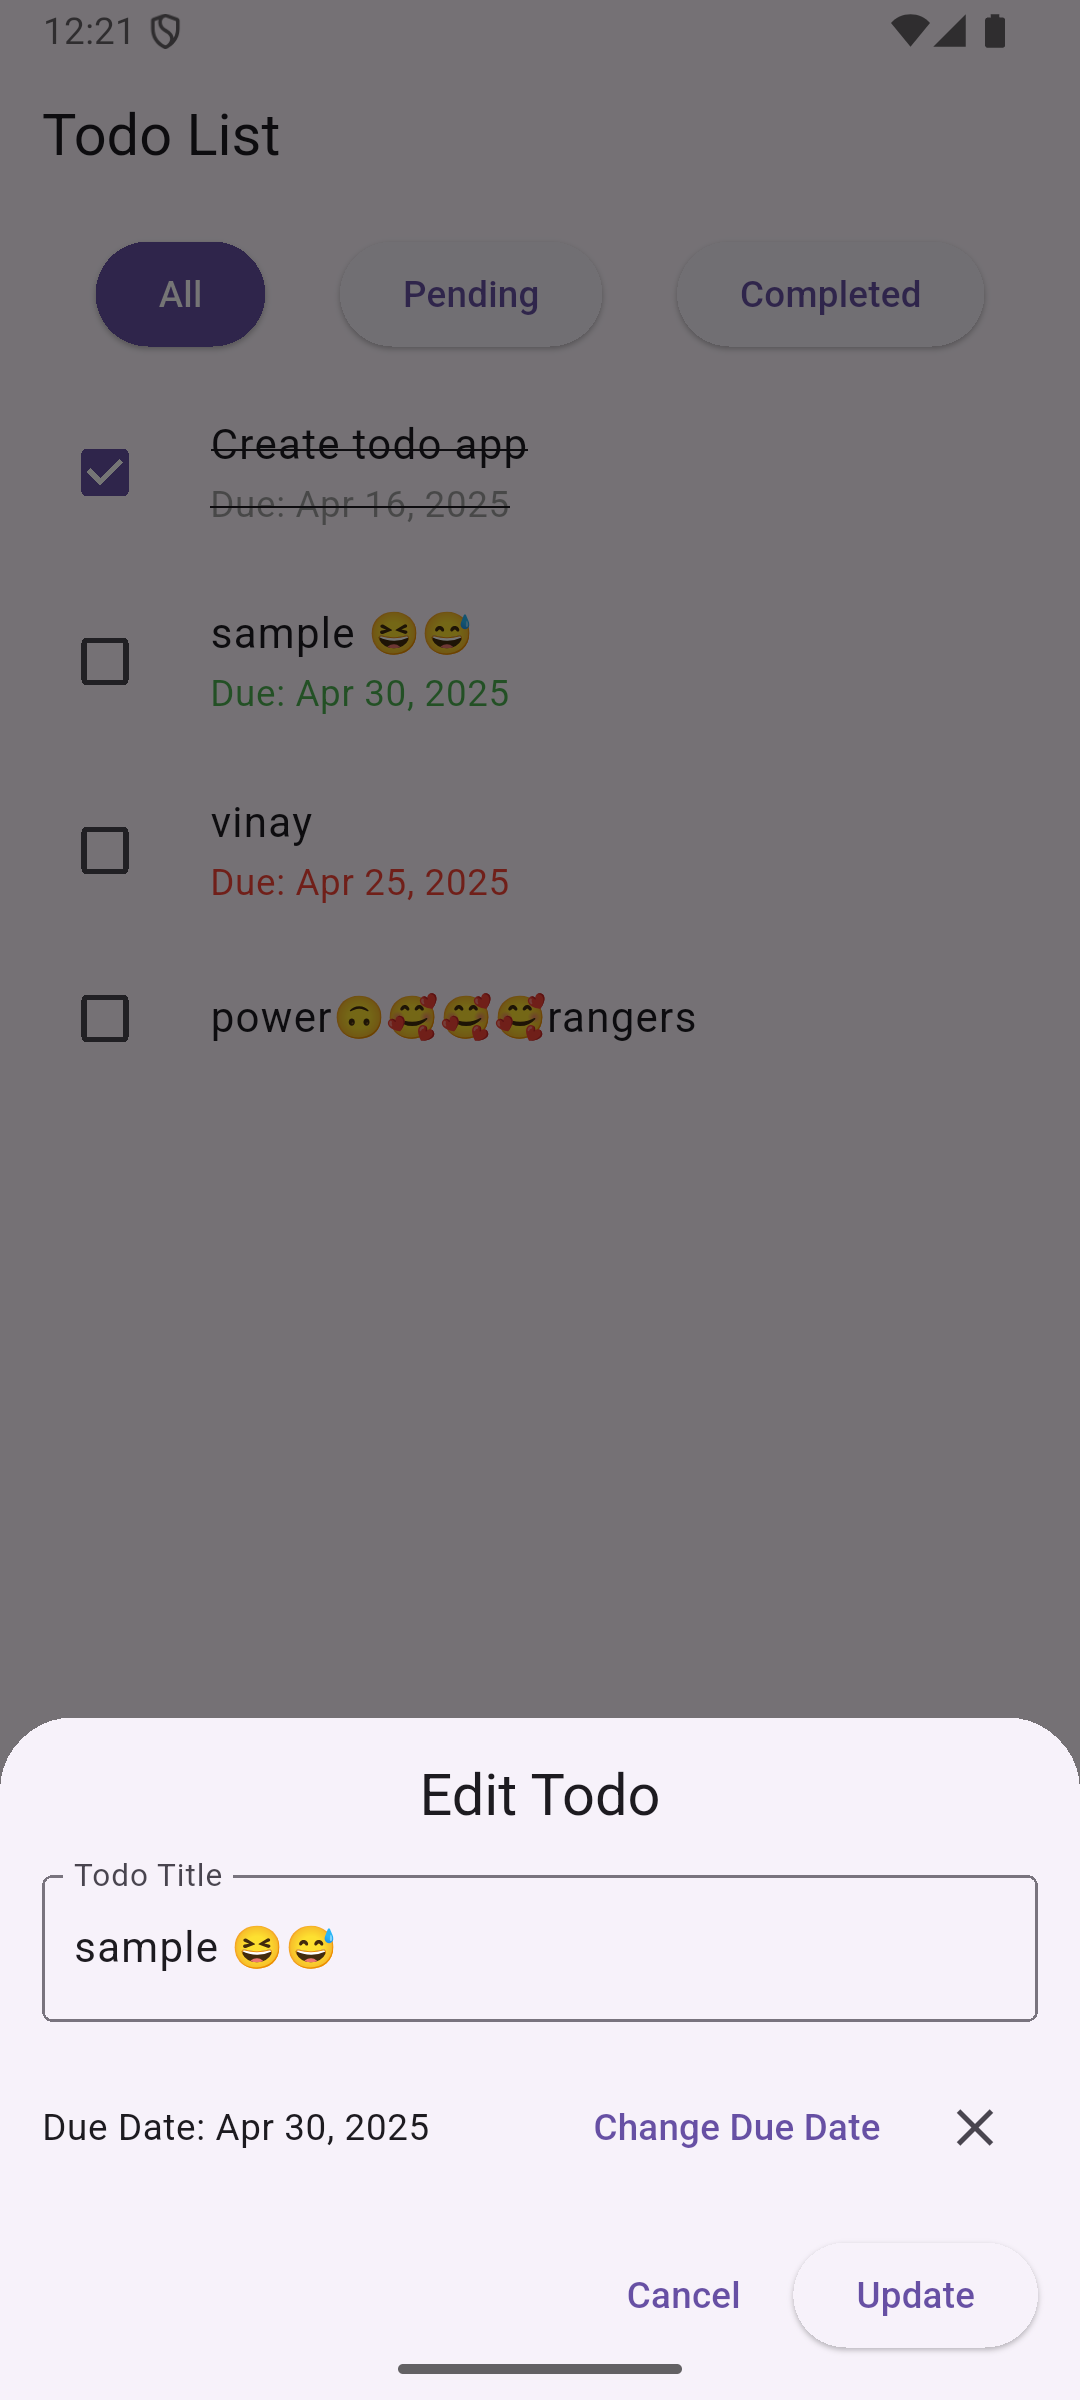 12:21
Todo List
All
Pending
Completed
Create todo app
Due: Apr 16, 2025
sample 😆😅
Due: Apr 30, 2025
vinay
Due: Apr 25, 2025
power🙃🥰🥰🥰rangers
Edit Todo
Todo Title
sample 😆😅
Due Date: Apr 30, 2025
Change Due Date
Cancel
Update